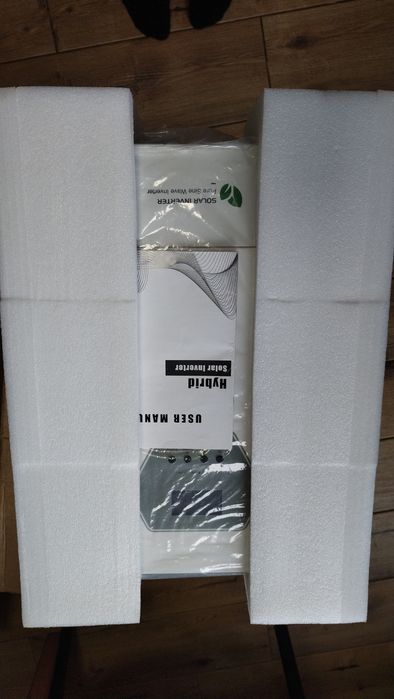 USER MANU
Hybrid
Solar Inverter
SOLAR INVERTER
Pure Sine Wave Inverter